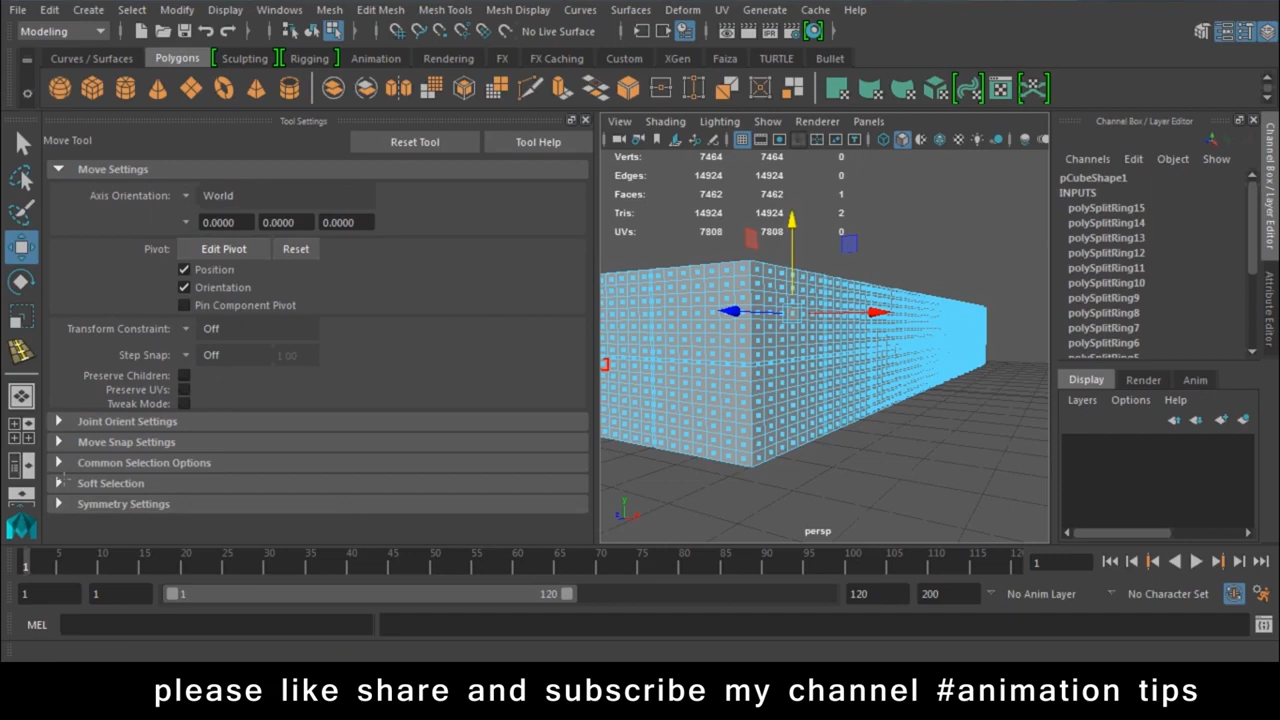 File Edit Create Select Modify Display Windows Mesh Edit Mesh Mesh Tools Mesh Display Curves Surfaces Deform UV Generate Cache Help
Modeling No Live Surface
Curves / Surfaces Polygons Sculpting Rigging Animation Rendering FX FX Caching Custom XGen Faiza TURTLE Bullet
Tool Settings
Move Tool Reset Tool Tool Help
Move Settings
Axis Orientation: World
0.0000 0.0000 0.0000
Pivot: Edit Pivot Reset
Position
Orientation
Pin Component Pivot
Transform Constraint: Off
Step Snap: Off 1.00
Preserve Children:
Preserve UVs:
Tweak Mode:
Joint Orient Settings
Move Snap Settings
Common Selection Options
Soft Selection
Symmetry Settings
View Shading Lighting Show Renderer Panels
Verts: 7464 7464 0
Edges: 14924 14924 0
Faces: 7462 7462 1
Tris: 14924 14924 2
UVs: 7808 7808 0
y
persp
Channel Box / Layer Editor
Channels Edit Object Show
pCubeShape1
INPUTS
polySplitRing15
polySplitRing14
polySplitRing13
polySplitRing12
polySplitRing11
polySplitRing10
polySplitRing9
polySplitRing8
polySplitRing7
polySplitRing6
Display Render Anim
Layers Options Help
Channel Box / Layer Editor
Attribute Editor
5 10 15 20 25 30 35 40 45 50 55 60 65 70 75 80 85 90 95 100 105 110 115 12
1 1
1 1 1 120 120 200 No Anim Layer No Character Set
MEL
please like share and subscribe my channel #animation tips